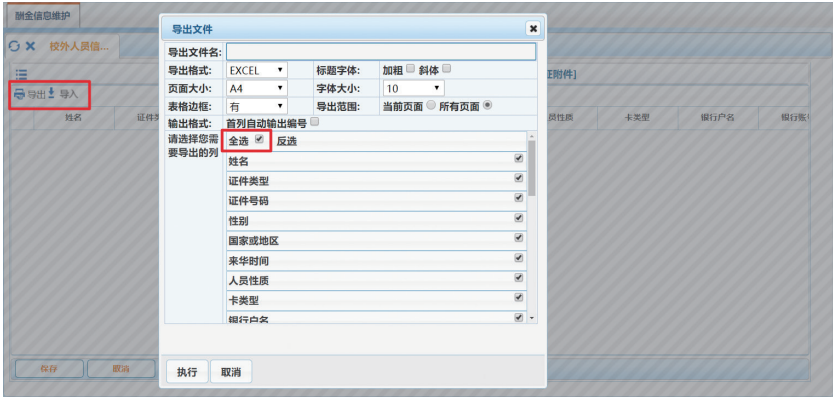 酬金信息维护
校外人员信...
导出 导入
姓名
证件类
证附件]
员性质
卡类型
银行户名
银行账
保存
取消
导出文件
导出文件名:
导出格式: EXCEL 标题字体: 加粗 斜体
页面大小: A4 字体大小: 10
表格边框: 有 导出范围: 当前页面 所有页面
输出格式: 首列自动输出编号
请选择您需
要导出的列
全选 反选
姓名
证件类型
证件号码
性别
国家或地区
来华时间
人员性质
卡类型
银行户名
执行 取消